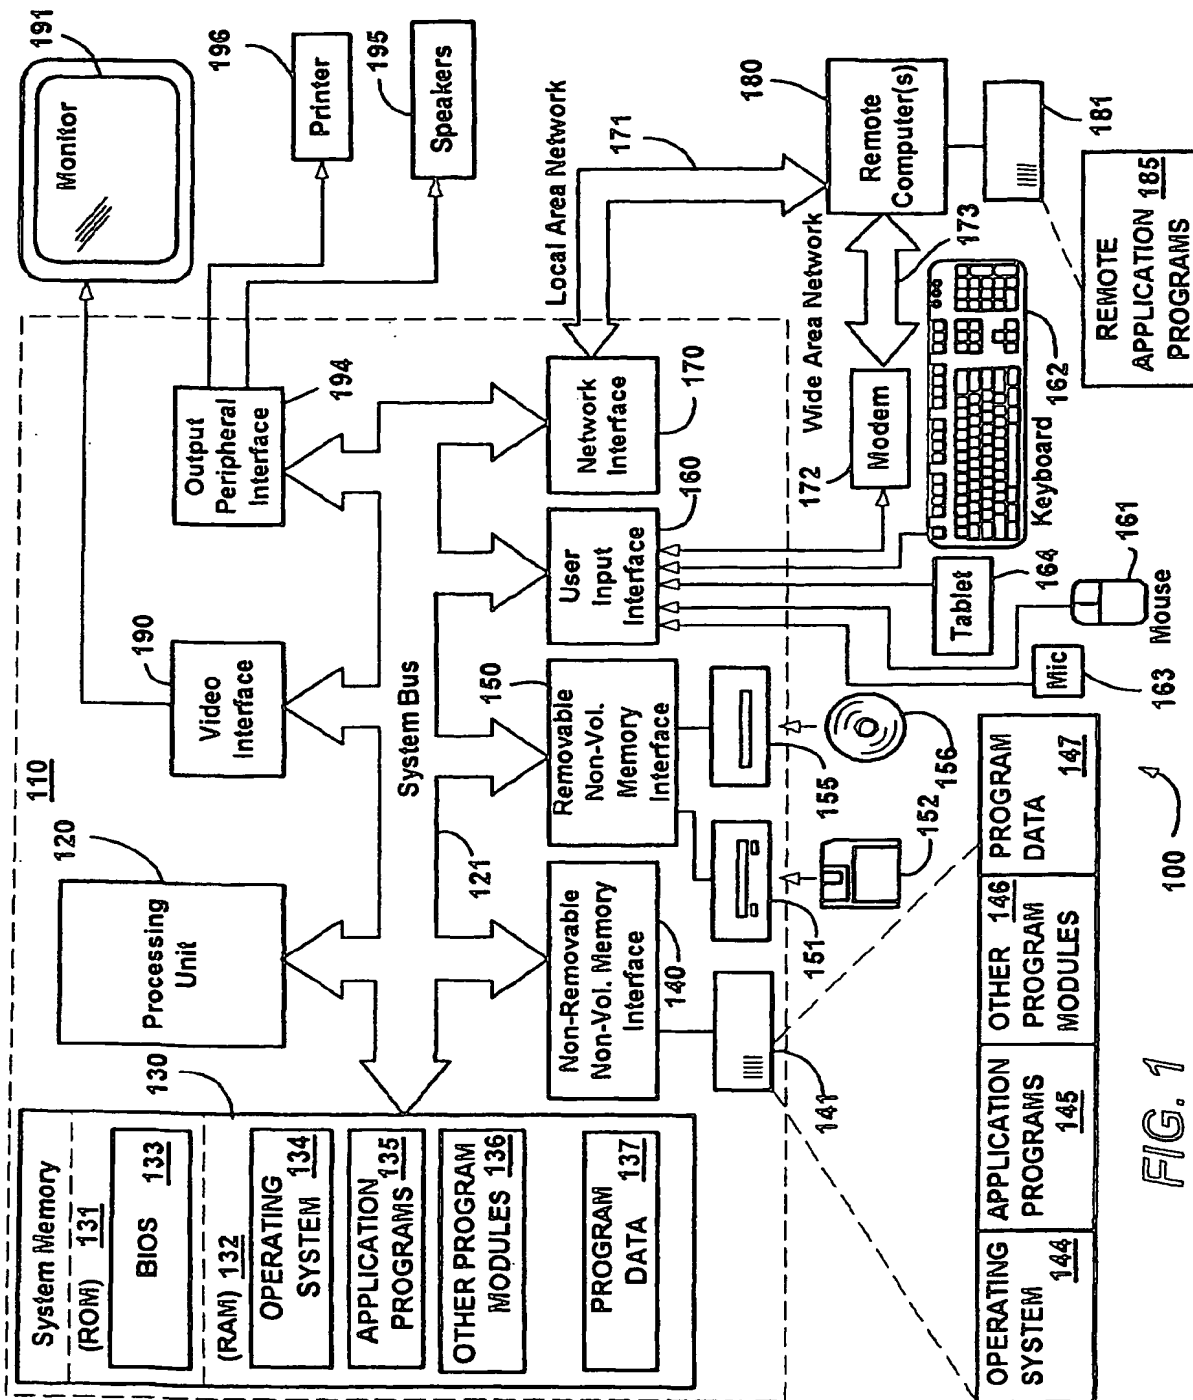 System Memory
(ROM) 131
BIOS 133
(RAM) 132
OPERATING
SYSTEM 134
APPLICATION
PROGRAMS 135
OTHER PROGRAM
MODULES 136
PROGRAM
DATA 137
130
110
120
Processing
Unit
190
Video
Interface
Output
Peripheral
Interface
194
Monitor
191
196
Printer
195
Speakers
System Bus
121
Non-Removable
Non-Vol. Memory
Interface
140
150
Removable
Non-Vol.
Memory
Interface
User
Input
Interface
160
Network
Interface
170
Local Area Network
171
141
151
152
155
156
Wide Area Network
173
172
Modem
180
Remote
Computer(s)
181
REMOTE
APPLICATION 185
PROGRAMS
Keyboard
162
Tablet
164
Mic
163
161
Mouse
OPERATING
SYSTEM 144
APPLICATION
PROGRAMS
145
OTHER 146
PROGRAM
MODULES
PROGRAM
DATA
147
100
FIG. 1